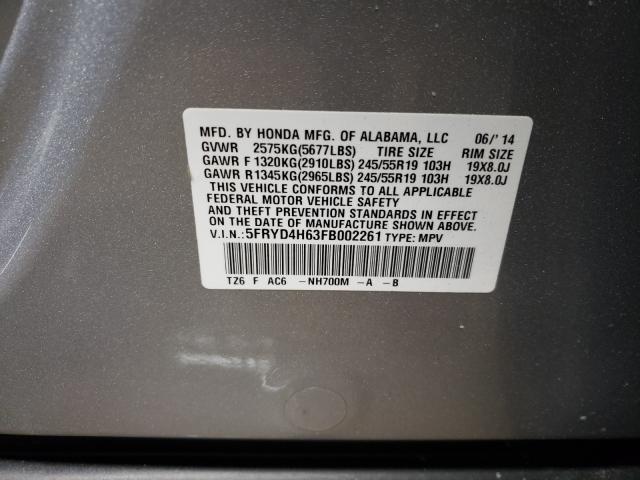 MFD. BY HONDA MFG. OF ALABAMA, LLC 06/'14
GVWR 2575KG(5677LBS) TIRE SIZE RIM SIZE
GAWR F 1320KG(2910LBS) 245/55R19 103H 19X8.0J
GAWR R1345KG(2965LBS) 245/55R19 103H 19X8.0J
THIS VEHICLE CONFORMS TO ALL APPLICABLE
FEDERAL MOTOR VEHICLE SAFETY
AND THEFT PREVENTION STANDARDS IN EFFECT
ON THE DATE OF MANUFACTURE SHOWN ABOVE.
V.I.N.:5FRYD4H63FB002261 TYPE: MPV
TZ6 F AC6 -NH700M -A -B